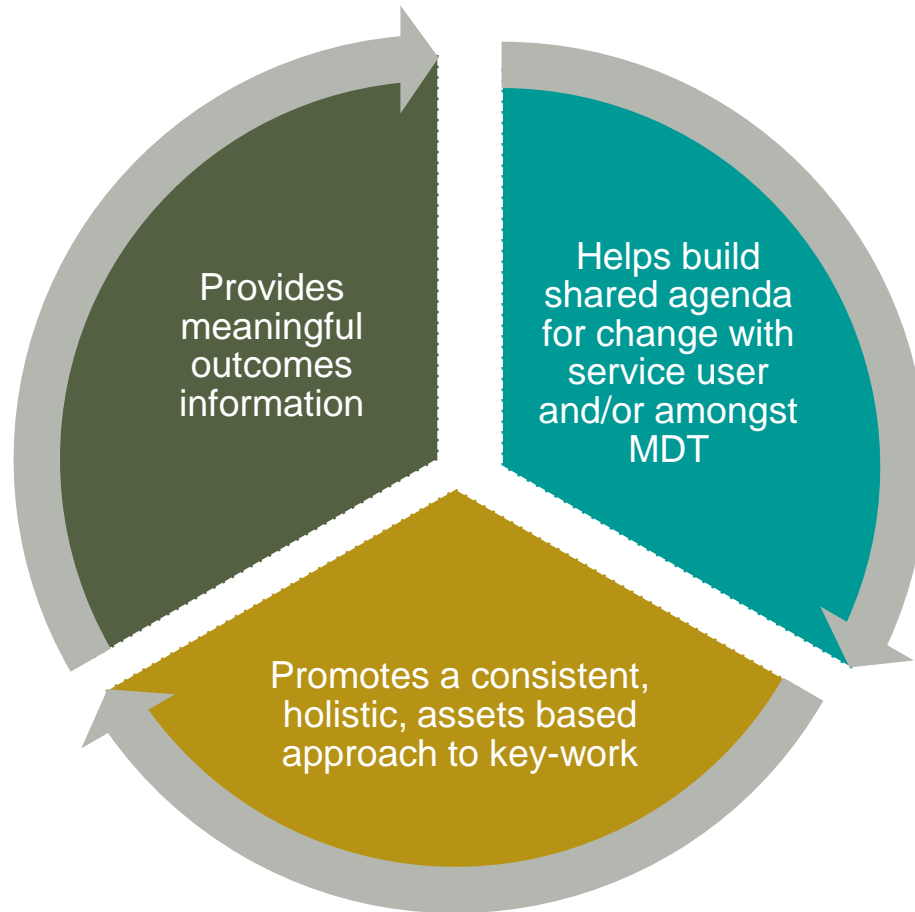 Provides
meaningful
outcomes
information
Helps build
shared agenda
for change with
service user
and/or amongst
MDT
Promotes a consistent,
holistic, assets based
approach to key-work